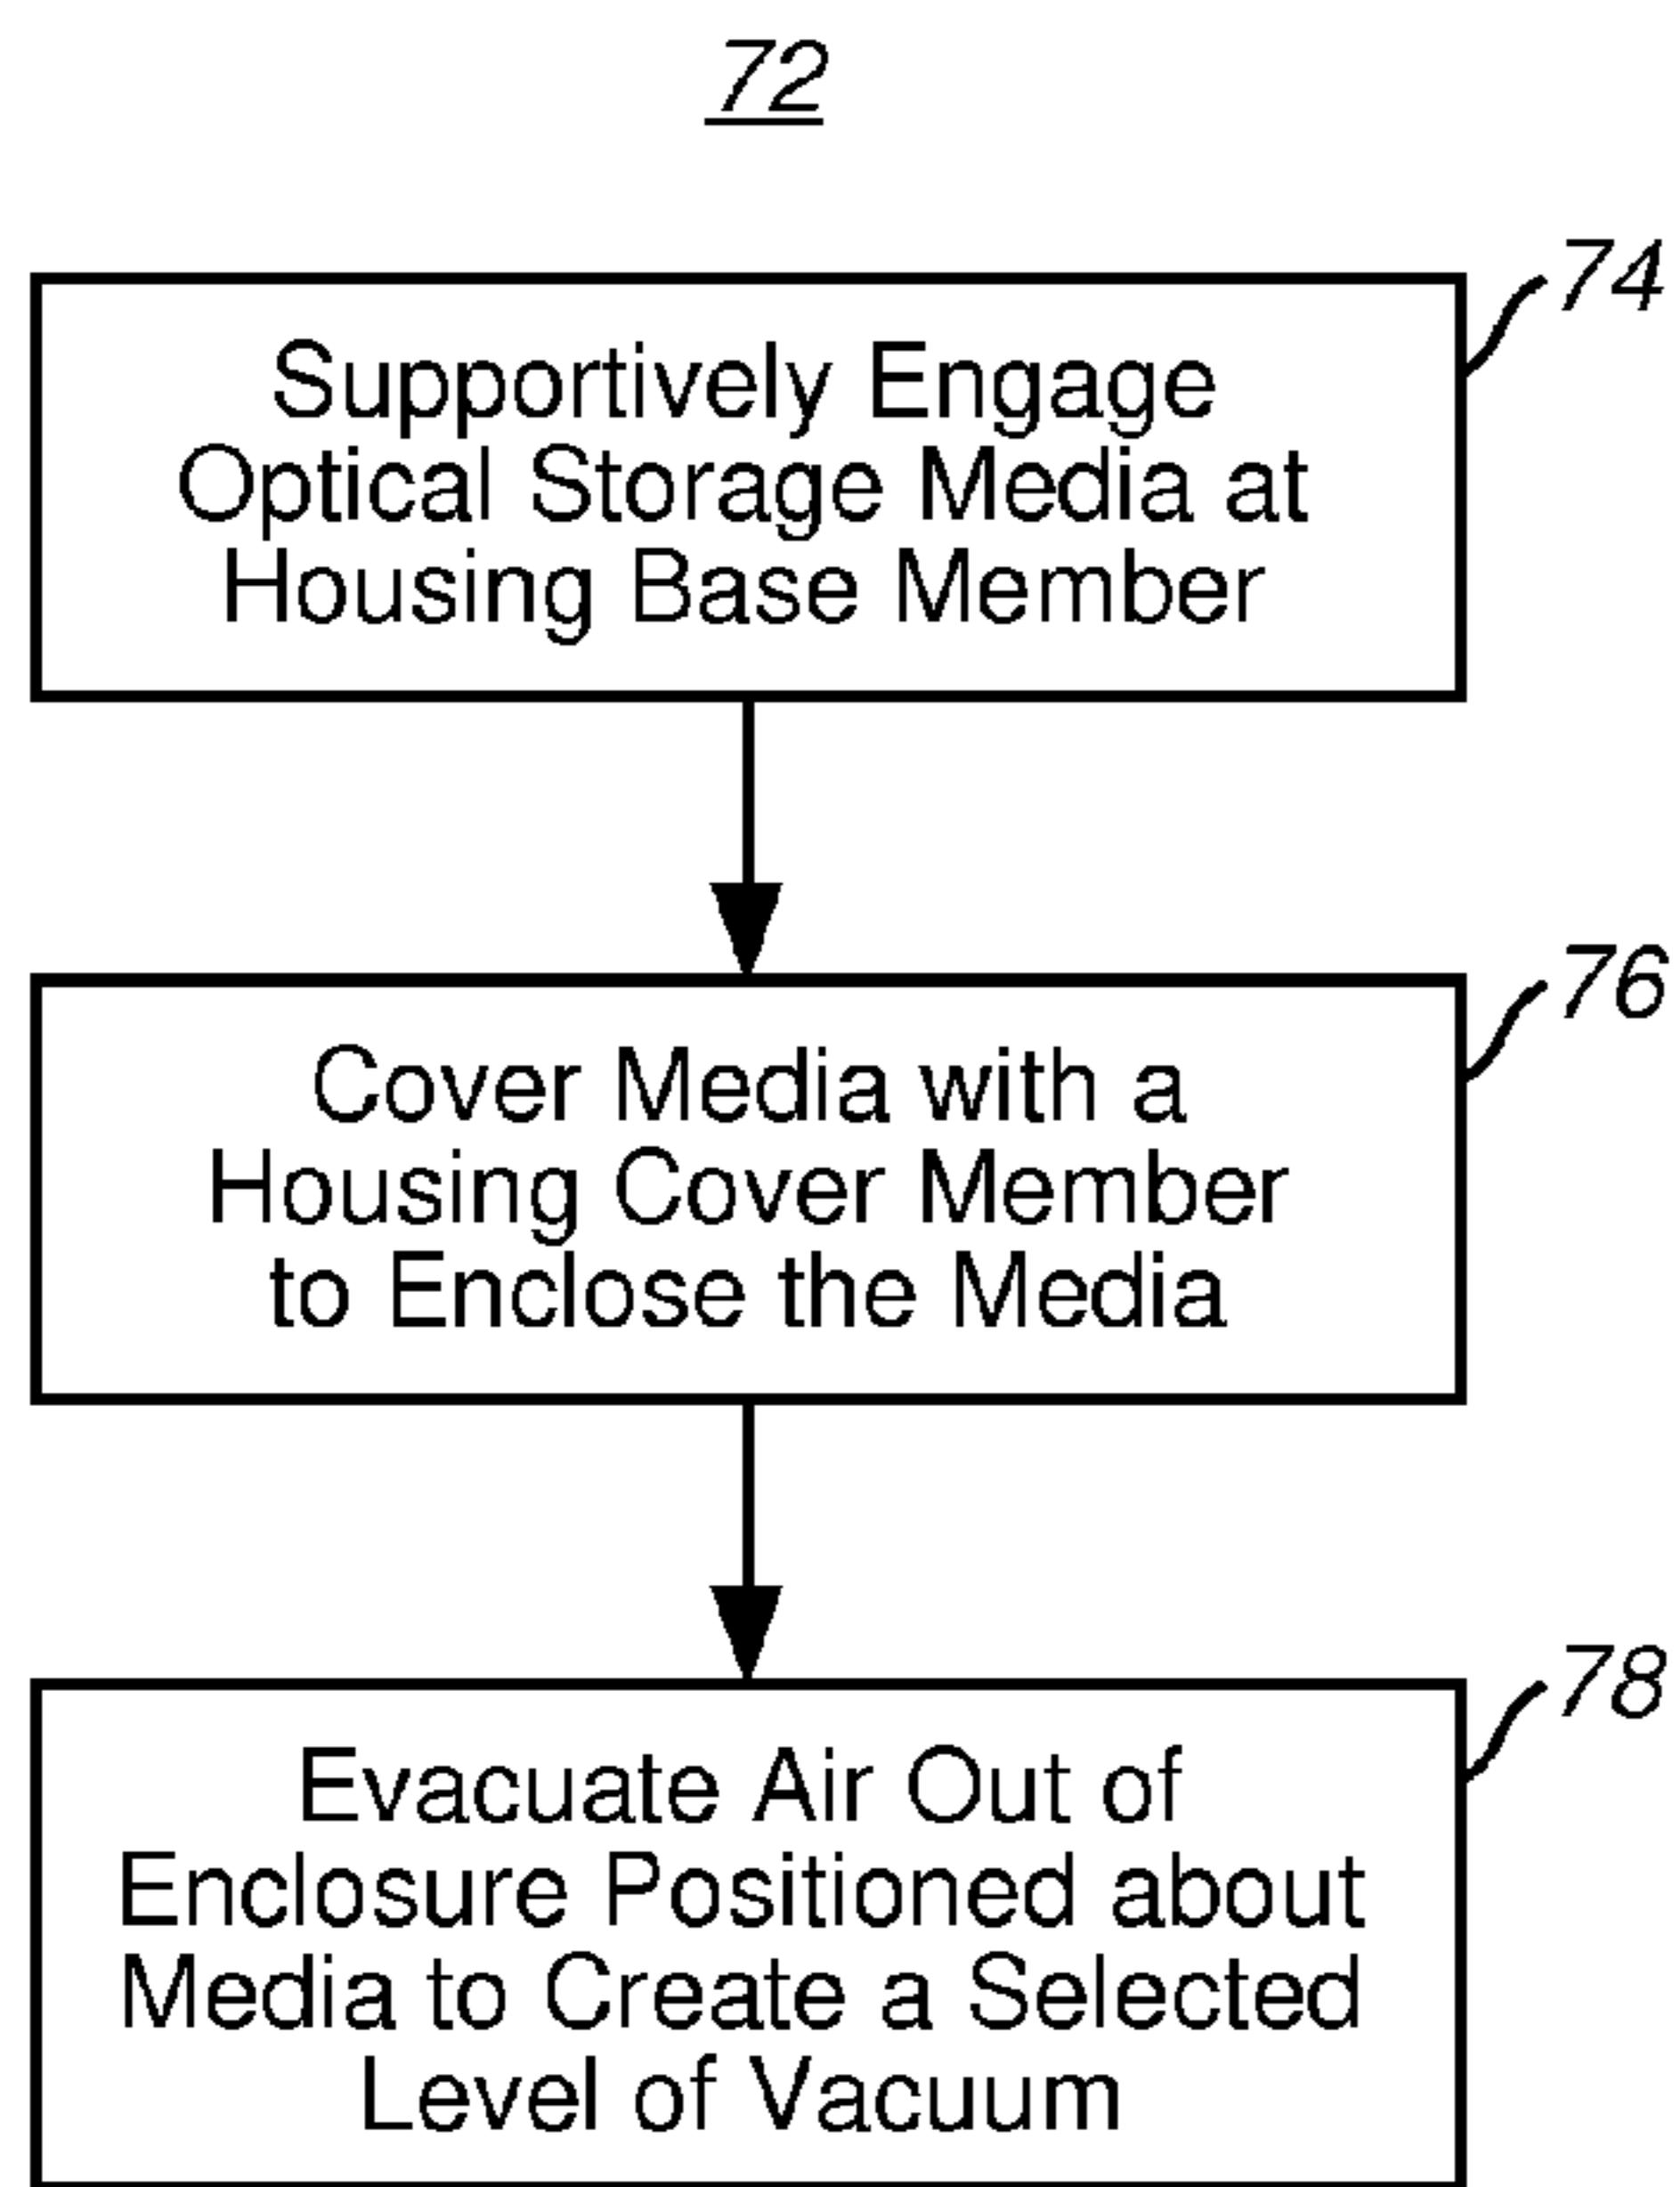 72
74
Supportively Engage
Optical Storage Media at
Housing Base Member
76
Cover Media with a
Housing Cover Member
to Enclose the Media
78
Evacuate Air Out of
Enclosure Positioned about
Media to Create a Selected
Level of Vacuum